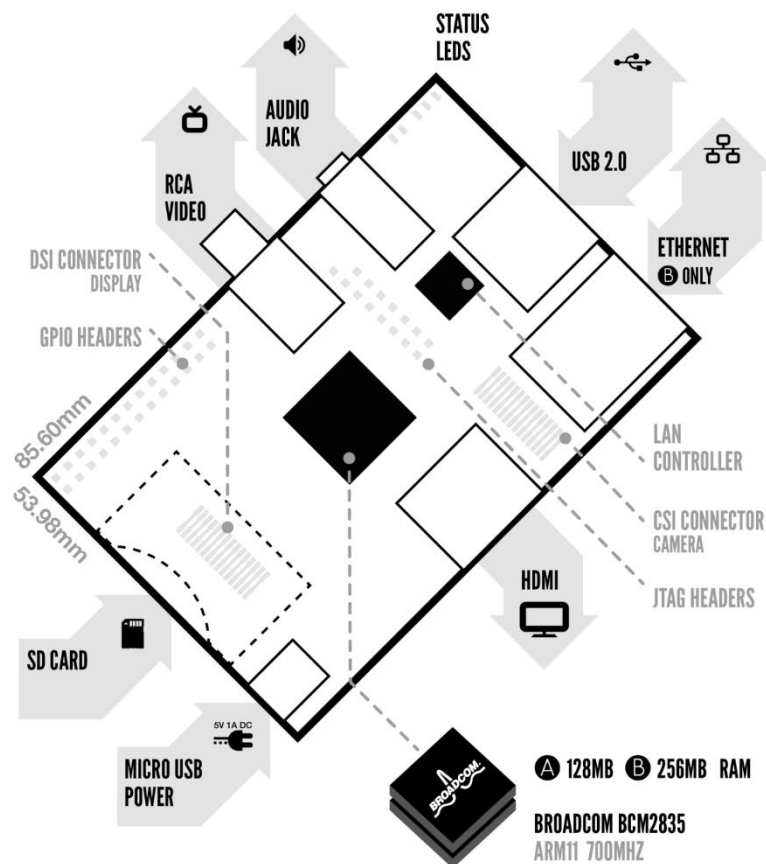 STATUS
LEDS
AUDIO
JACK
USB 2.0
RCA
VIDEO
ETHERNET
B ONLY
DSI CONNECTOR
DISPLAY
GPIO HEADERS
85.60mm
53.98mm
LAN
CONTROLLER
CSI CONNECTOR
CAMERA
JTAG HEADERS
HDMI
SD CARD
5V 1A DC
MICRO USB
POWER
BROADCOM.
A 128MB B 256MB RAM
BROADCOM BCM2835
ARM11 700MHZ